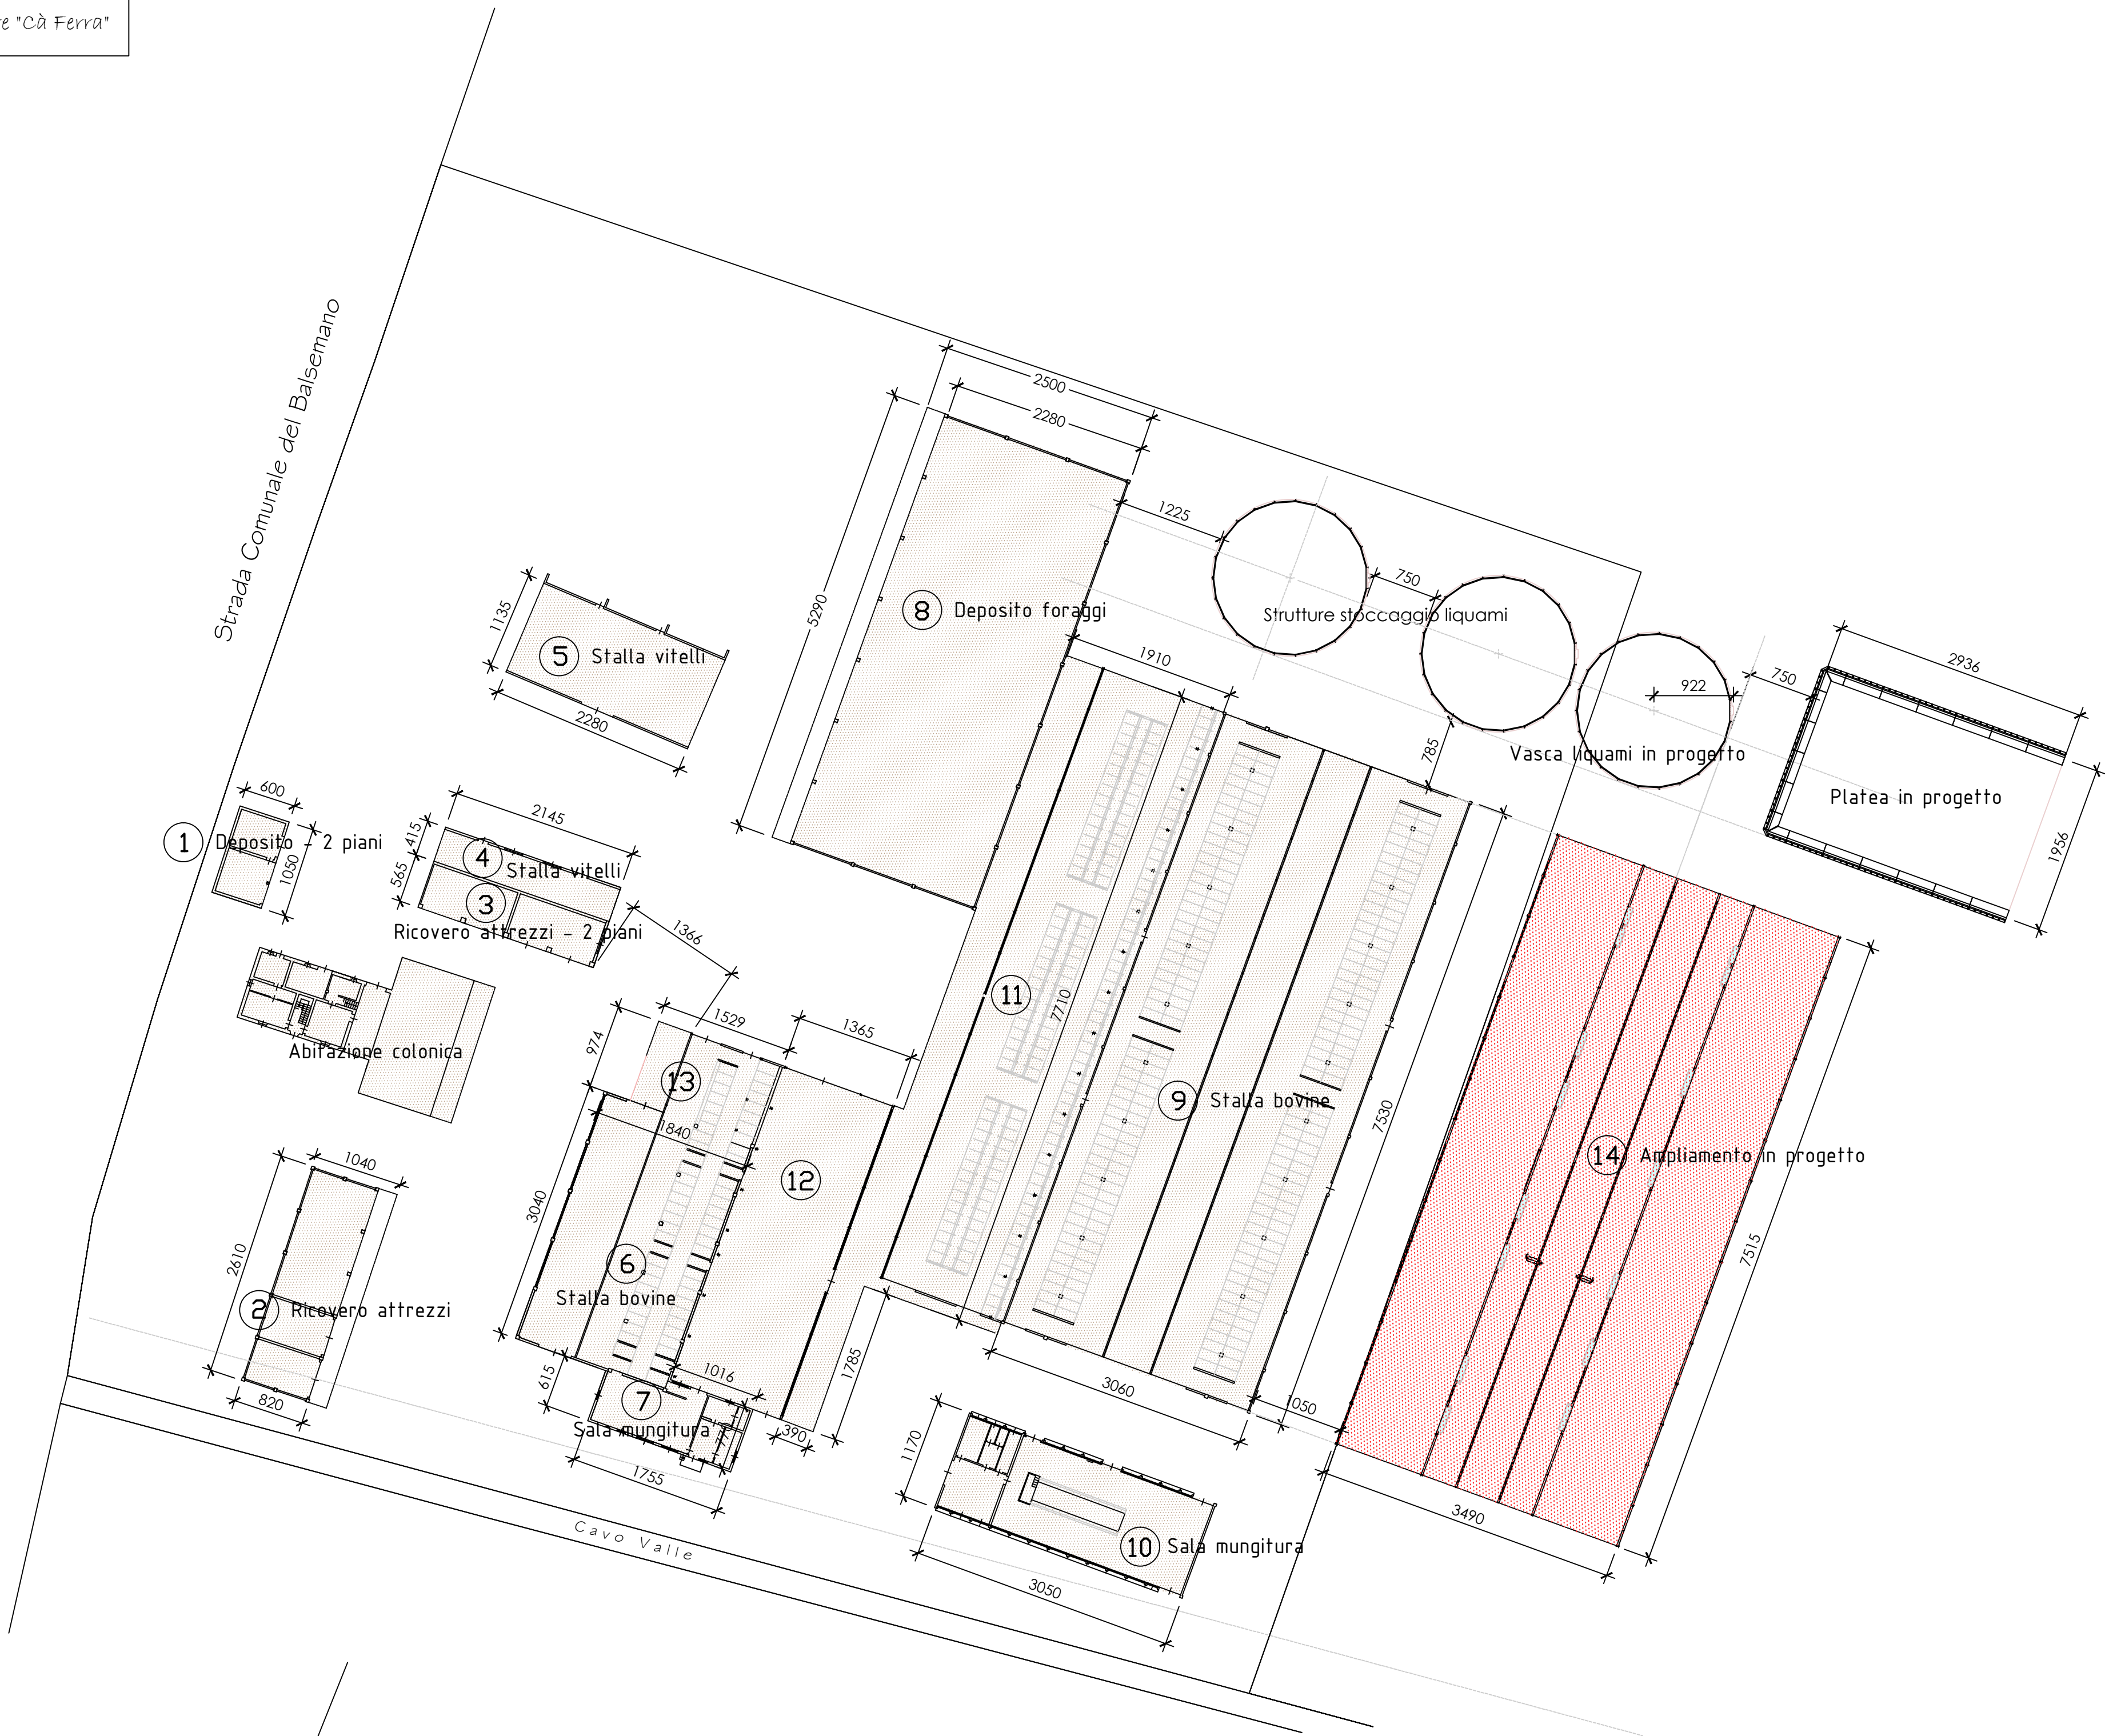 e "Cà Ferra"
Strada Comunale del Balsemano
2500
2280
5290
1225
8 Deposito foraggi
750
Strutture stoccaggio liquami
1135
5 Stalla vitelli
2280
1910
922
750
2936
785
Vasca liquami in progetto
Platea in progetto
1956
600
1 Deposito - 2 piani
1050
2145
415
565
4 Stalla vitelli
3
Ricovero attrezzi - 2 piani
1366
Abitazione colonica
974
1529
1365
13
1840
12
3040
6
Stalla bovine
11
7710
9 Stalla bovine
7530
14 Ampliamento in progetto
7515
1040
2610
2 Ricovero attrezzi
820
615
1016
7
Sala mungitura
770
390
1755
1785
3060
1050
3490
1170
10 Sala mungitura
3050
Cavo Valle